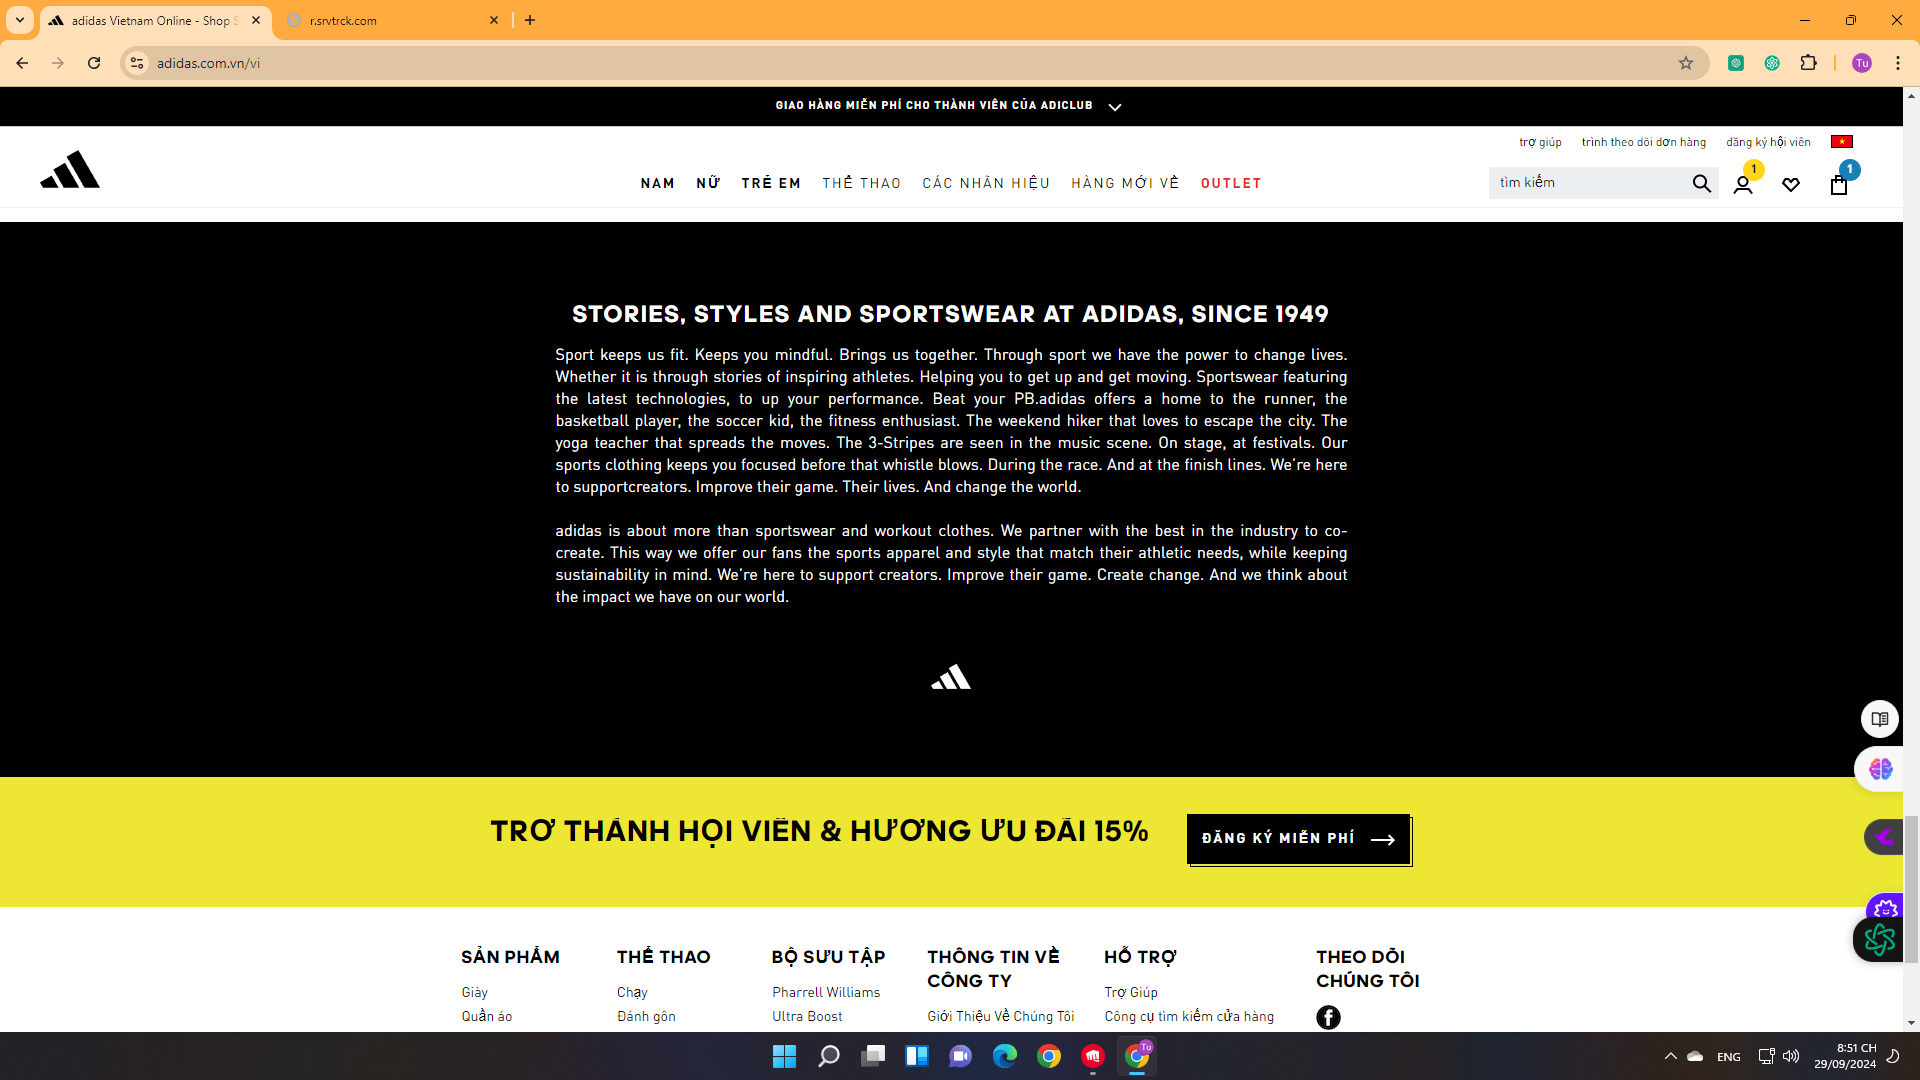 adidas Vietnam Online - Shop S
r.srvtrck.com
adidas.com.vn/vi
Tu
GIAO HÀNG MIỄN PHÍ CHO THÀNH VIÊN CỦA ADICLUB
trợ giúp
trình theo dõi đơn hàng
đăng ký hội viên
NAM
NỮ
TRẺ EM
THỂ THAO
CÁC NHÃN HIỆU
HÀNG MỚI VỀ
OUTLET
tìm kiếm
1
1
STORIES, STYLES AND SPORTSWEAR AT ADIDAS, SINCE 1949
Sport keeps us fit. Keeps you mindful. Brings us together. Through sport we have the power to change lives.
Whether it is through stories of inspiring athletes. Helping you to get up and get moving. Sportswear featuring
the latest technologies, to up your performance. Beat your PB.adidas offers a home to the runner, the
basketball player, the soccer kid, the fitness enthusiast. The weekend hiker that loves to escape the city. The
yoga teacher that spreads the moves. The 3-Stripes are seen in the music scene. On stage, at festivals. Our
sports clothing keeps you focused before that whistle blows. During the race. And at the finish lines. We're here
to supportcreators. Improve their game. Their lives. And change the world.
adidas is about more than sportswear and workout clothes. We partner with the best in the industry to co-
create. This way we offer our fans the sports apparel and style that match their athletic needs, while keeping
sustainability in mind. We're here to support creators. Improve their game. Create change. And we think about
the impact we have on our world.
TRỞ THÀNH HỘI VIÊN & HƯỞNG ƯU ĐÃI 15%
ĐĂNG KÝ MIỄN PHÍ
SẢN PHẨM
Giày
Quần áo
THỂ THAO
Chạy
Đánh gôn
BỘ SƯU TẬP
Pharrell Williams
Ultra Boost
THÔNG TIN VỀ
CÔNG TY
Giới Thiệu Về Chúng Tôi
HỖ TRỢ
Trợ Giúp
Công cụ tìm kiếm cửa hàng
THEO DÕI
CHÚNG TÔI
Tu
ENG
8:51 CH
29/09/2024